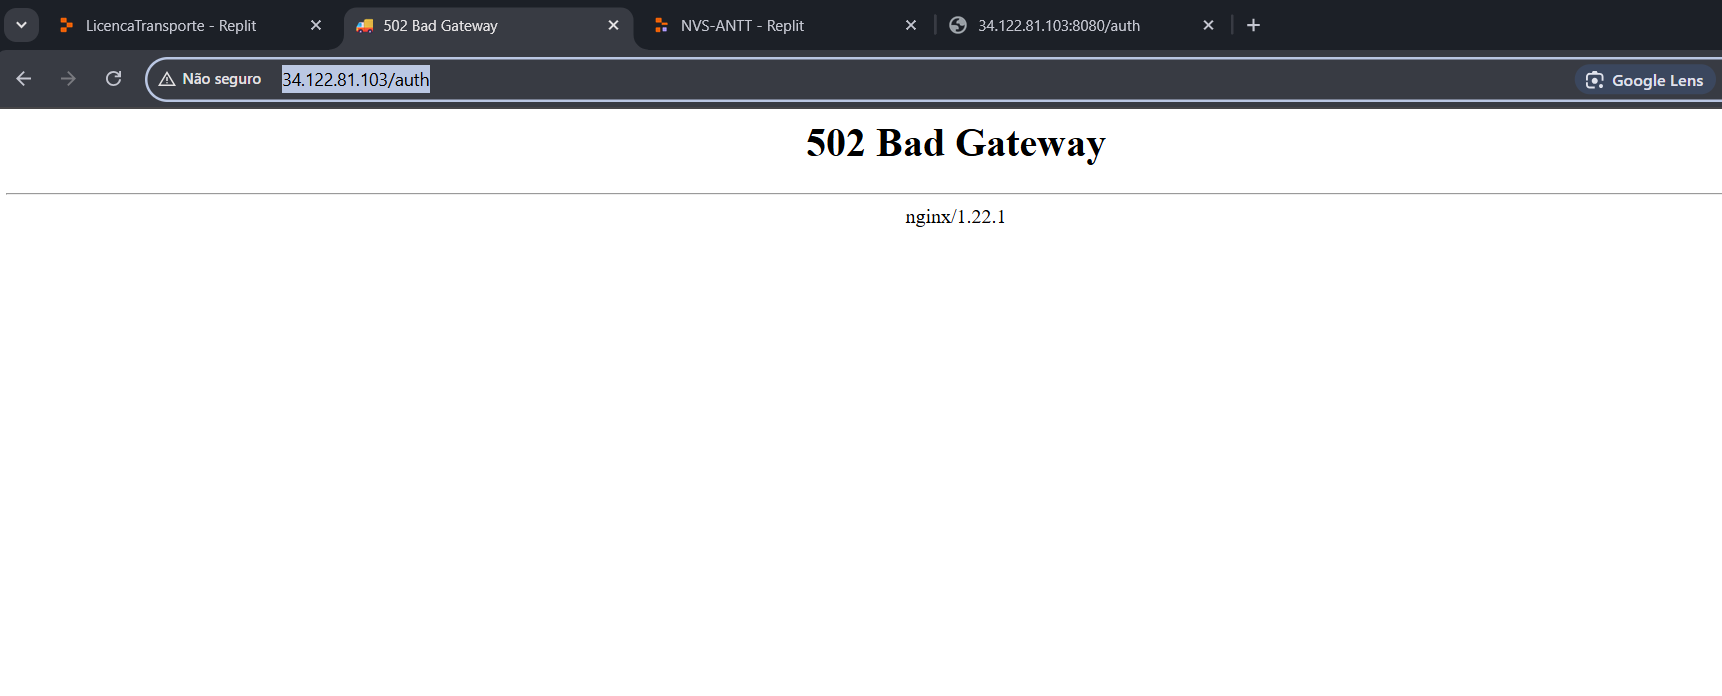 LicencaTransporte - Replit
502 Bad Gateway
NVS-ANTT - Replit
34.122.81.103:8080/auth
Não seguro
34.122.81.103/auth
Google Lens
502 Bad Gateway
nginx/1.22.1